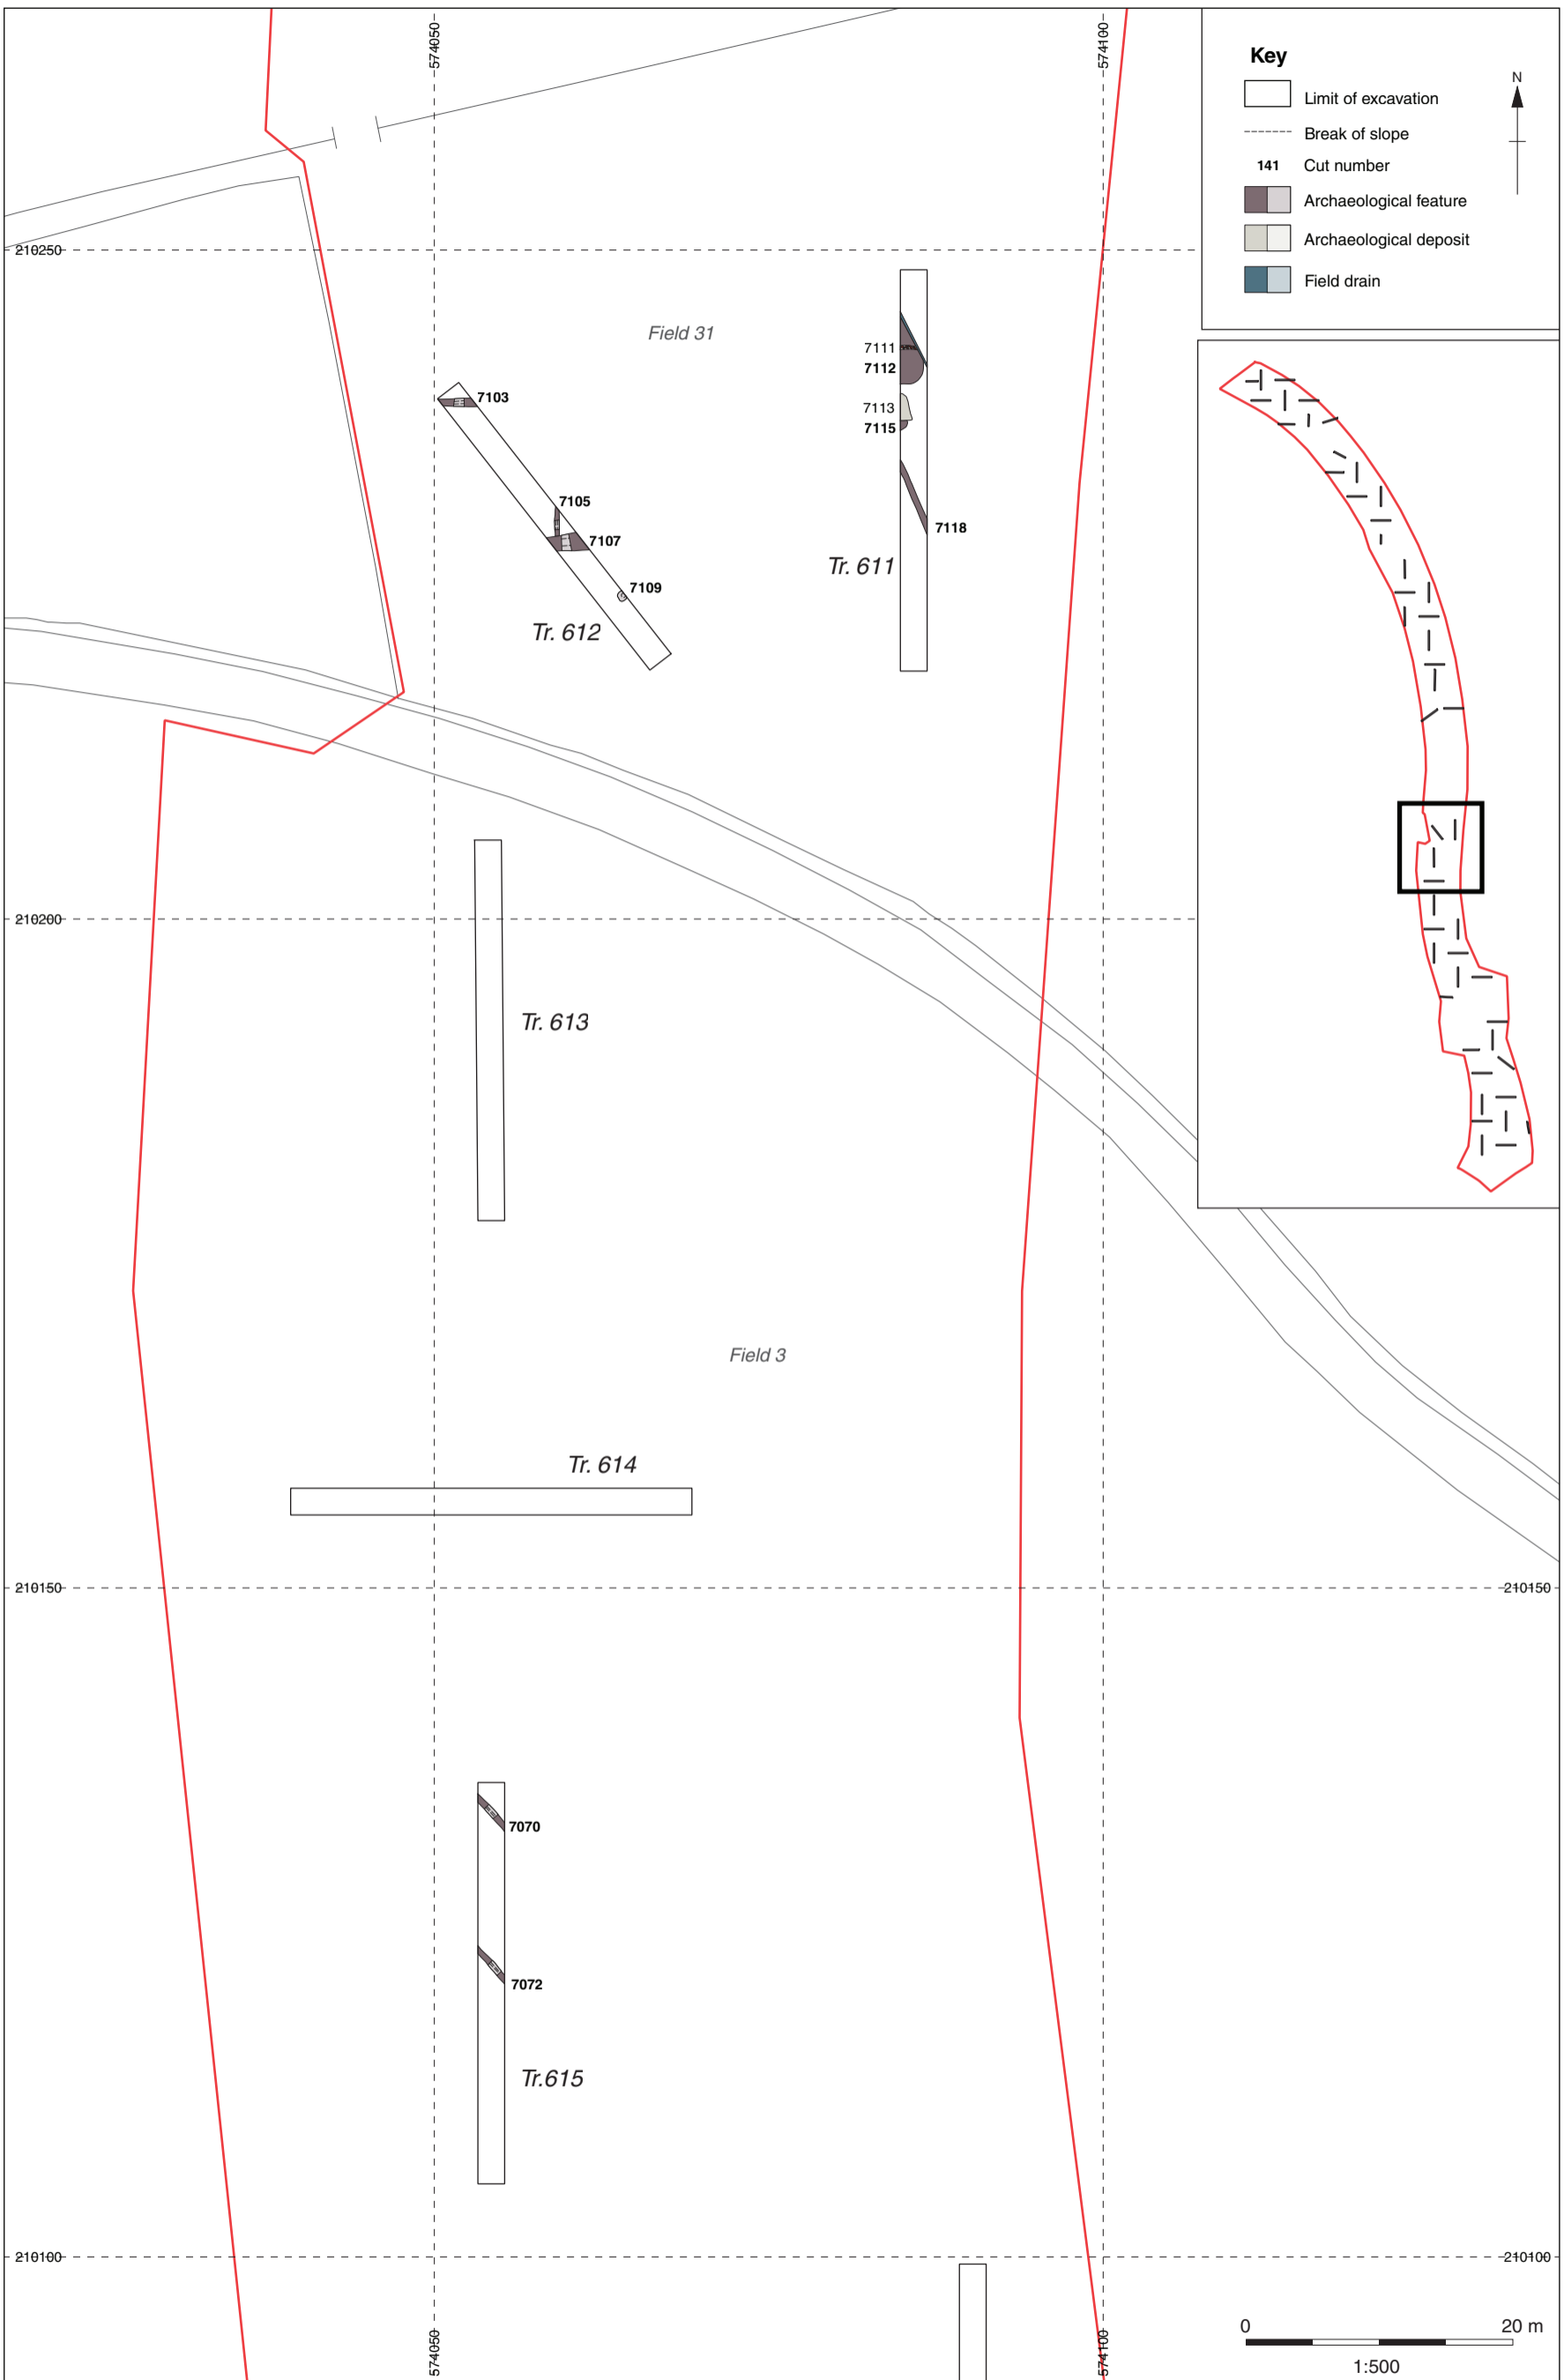 574050
574100
Key
N
Limit of excavation
Break of slope
141 Cut number
Archaeological feature
Archaeological deposit
Field drain
210250
Field 31
7111
7112
7103
7113
7115
7105
7118
7107
Tr. 611
7109
Tr. 612
210200
Tr. 613
Field 3
Tr. 614
210150
210150
7070
7072
Tr.615
210100
210100
0 20 m
1:500
574050
574100